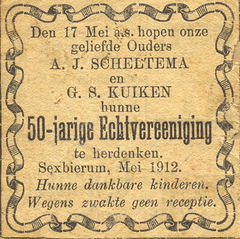 Den 17 Mei a.s. hopen onze
geliefde Ouders
A. J. SCHELTEMA
en
G. S. KUIKEN
hunne
50-jarige Echtvereeniging
te herdenken.
Sexbierum, Mei 1912.
Hunne dankbare kinderen.
Wegens zwakte geen receptie.